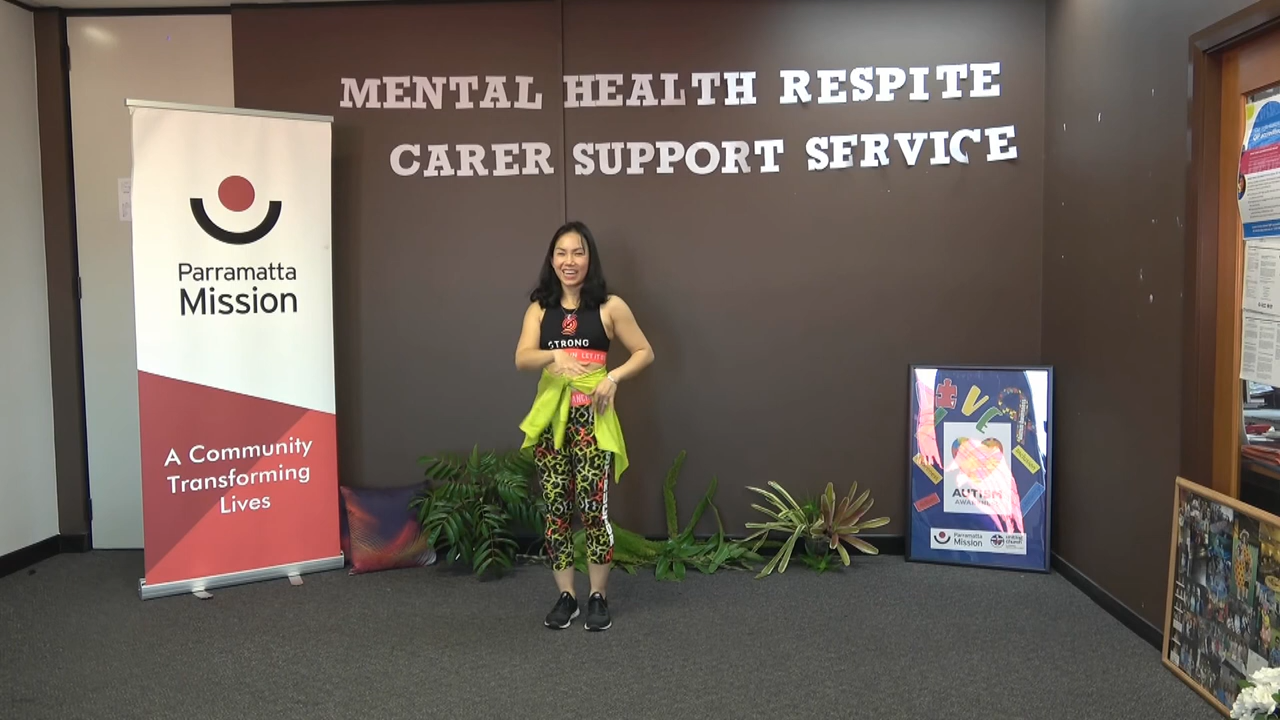 MENTAL HEALTH RESPITE
CARER SUPPORT SERVICE
Parramatta
Mission
A Community
Transforming
Lives
STRONG
AUTISM
Parramatta
Mission